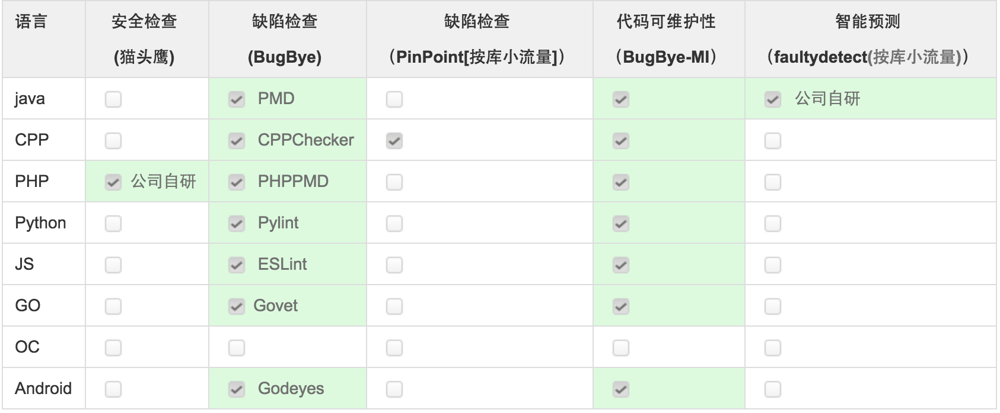 语言 安全检查 缺陷检查 缺陷检查 代码可维护性 智能预测
(猫头鹰) (BugBye) （PinPoint[按库小流量]） （BugBye-MI） （faultydetect(按库小流量)）
java PMD 公司自研
CPP CPPChecker
PHP 公司自研 PHPPMD
Python Pylint
JS ESLint
GO Govet
OC
Android Godeyes